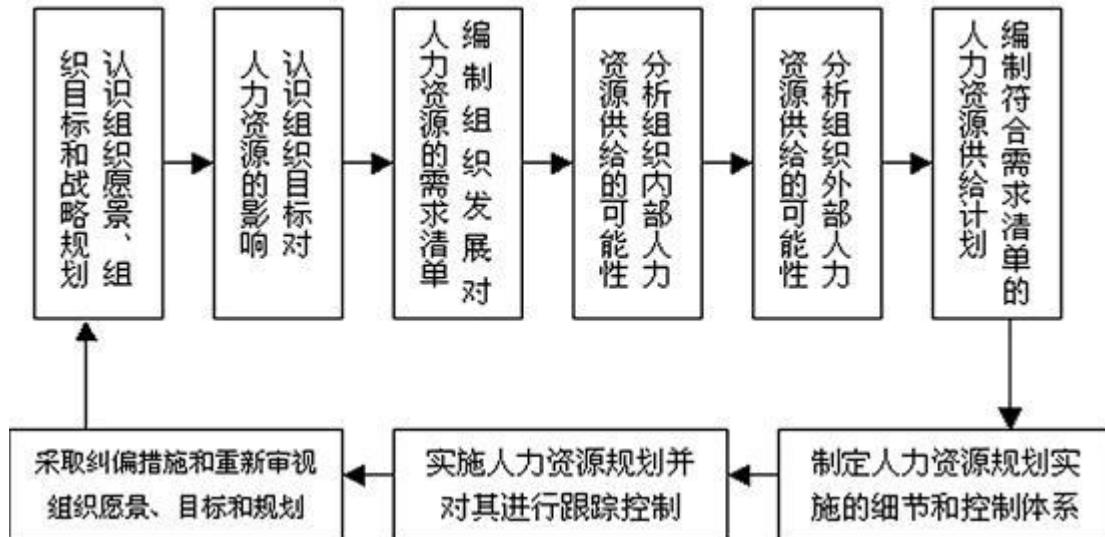 认识组织愿景、组
织目标和战略规划
认识组织目标对
人力资源的影响
编制组织发展对
人力资源的需求清单
分析组织内部人力
资源供给的可能性
分析组织外部人力
资源供给的可能性
编制符合需求清单的
人力资源供给计划
制定人力资源规划实
施的细节和控制体系
实施人力资源规划并
对其进行跟踪控制
采取纠偏措施和重新审视
组织愿景、目标和规划